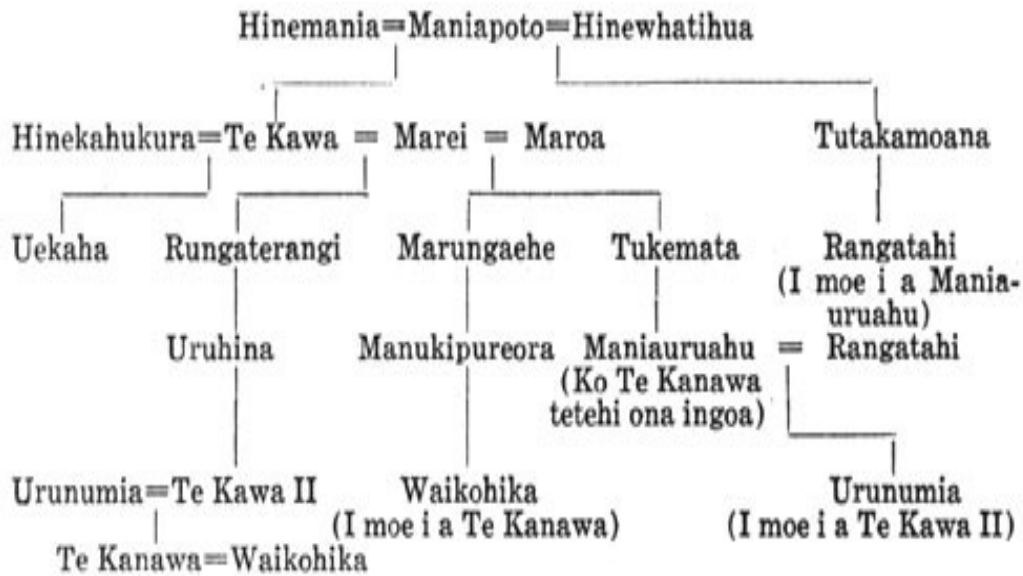 Hinemania=Maniapoto=Hinewhatihua
Hinekahukura=Te Kawa = Marei = Maroa Tutakamoana
Uekaha Rungaterangi Marungaehe Tukemata Rangatahi
(I moe i a Mania-
uruahu)
Uruhina Manukipureora Maniauruahu = Rangatahi
(Ko Te Kanawa
tetehi ona ingoa)
Urunumia=Te Kawa II Waikohika Urunumia
(I moe i a Te Kanawa) (I moe i a Te Kawa II)
Te Kanawa=Waikohika